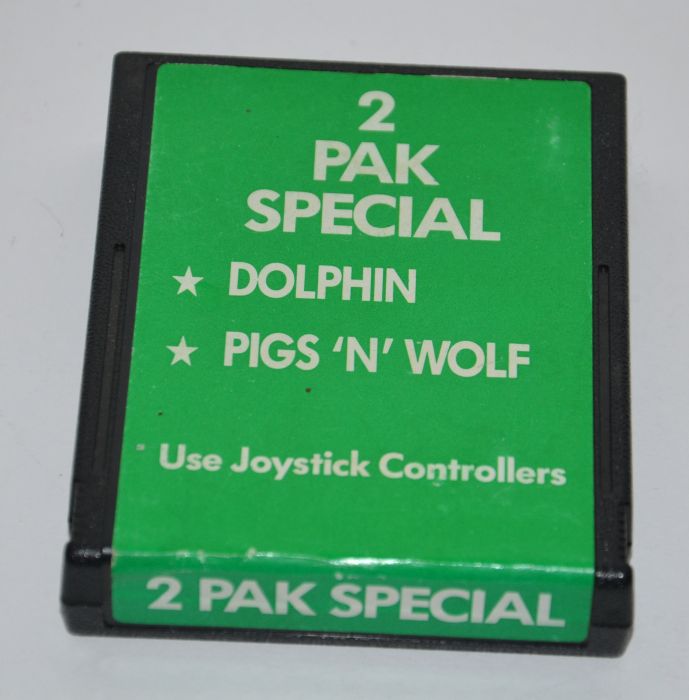 2
PAK
SPECIAL
★ DOLPHIN
★ PIGS 'N' WOLF
Use Joystick Controllers
2 PAK SPECIAL